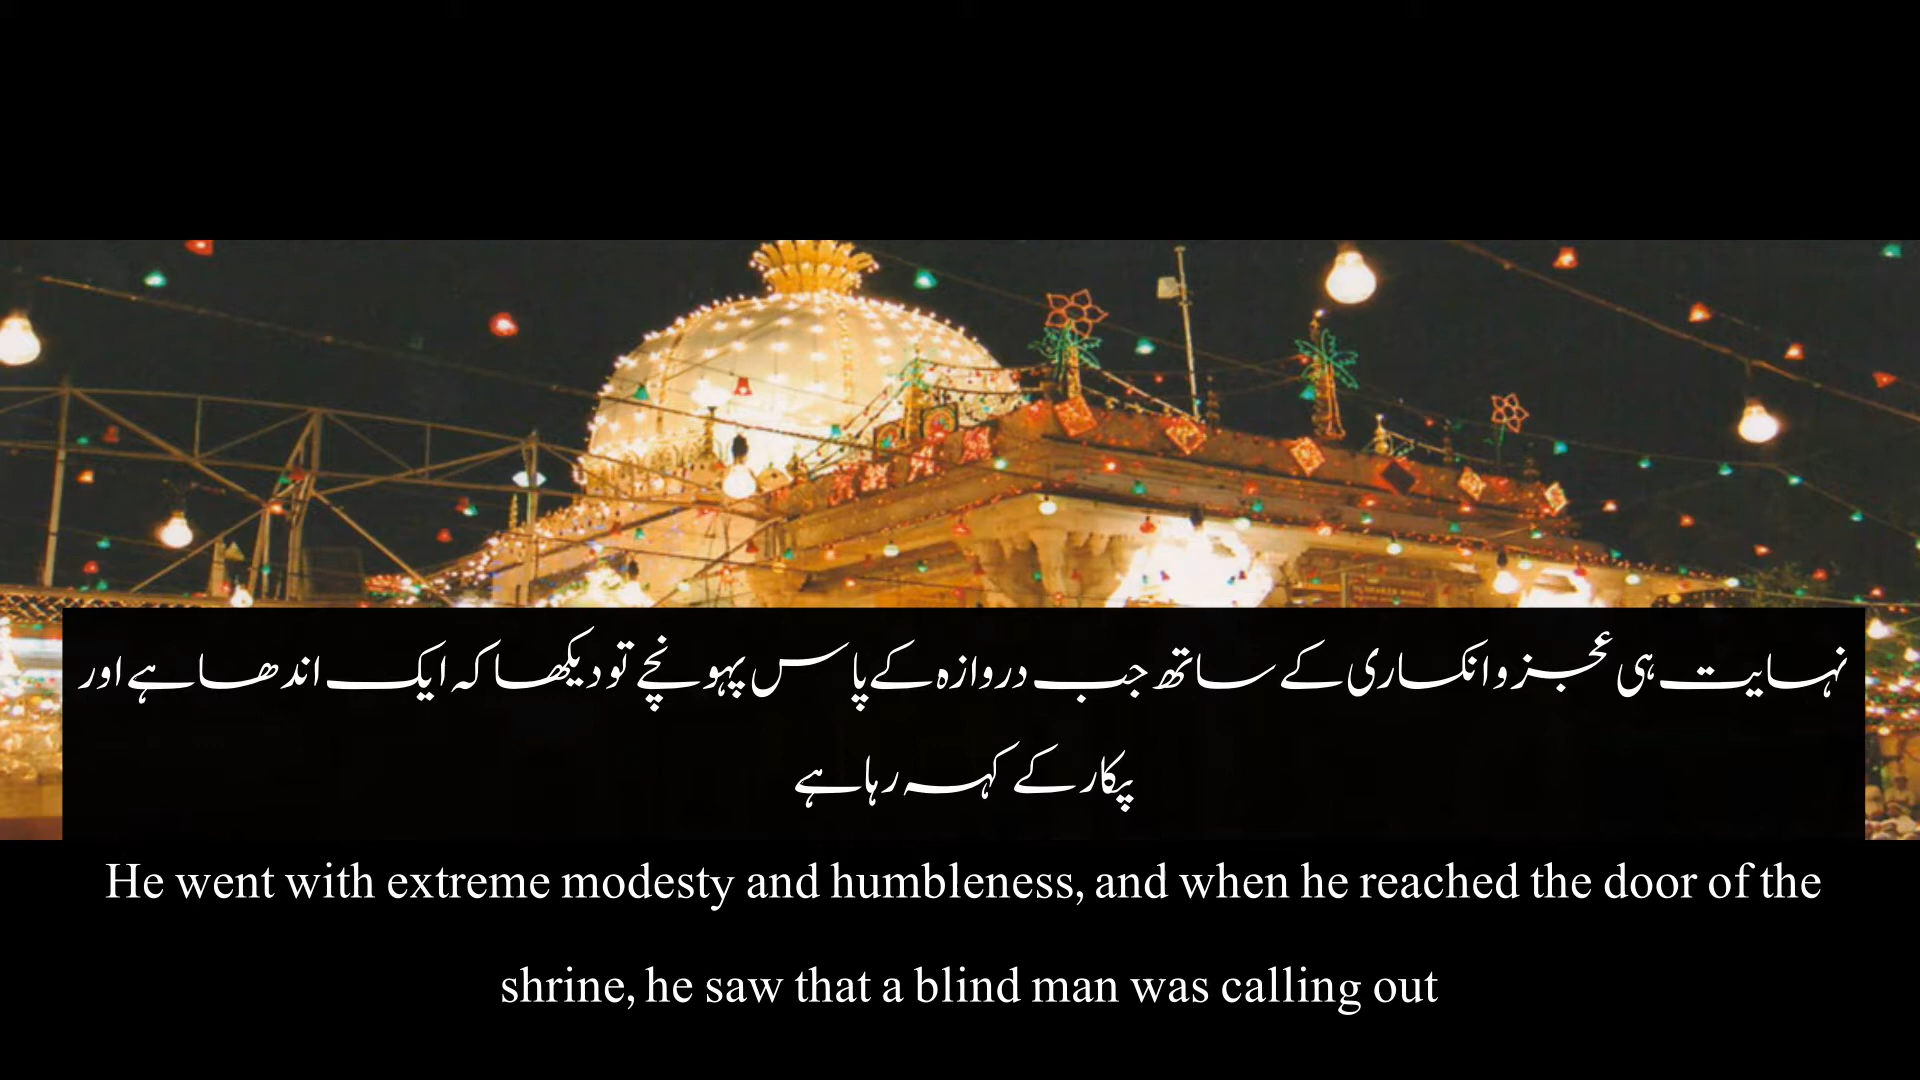 نہایت ہی عجز و انکساری کے ساتھ جب دروازہ کے پاس پہونچے تو دیکھا کہ ایک اندھا ہے اور
پکار کے کہہ رہا ہے
He went with extreme modesty and humbleness, and when he reached the door of the
shrine, he saw that a blind man was calling out